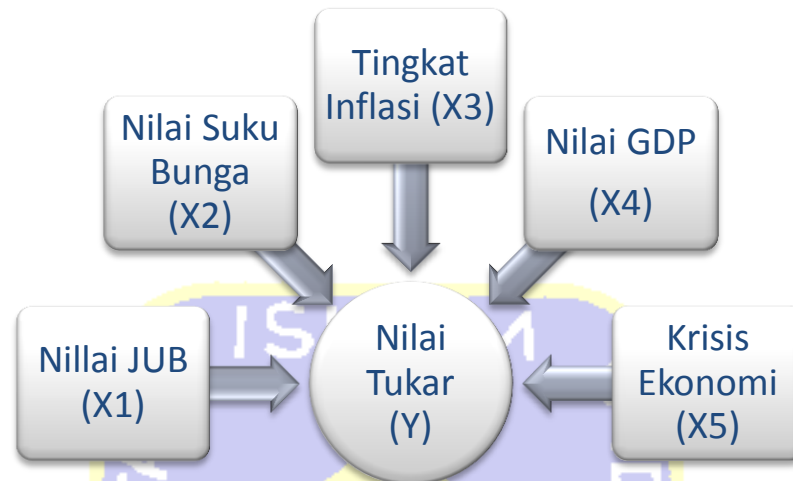 Tingkat
Inflasi (X3)
Nilai Suku
Bunga
(X2)
Nilai GDP
(X4)
Nillai JUB
(X1)
Nilai
Tukar
(Y)
Krisis
Ekonomi
(X5)